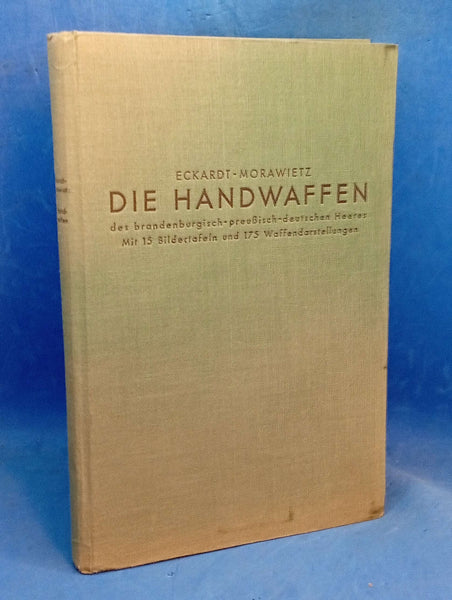 ECKARDT-MORAWIETZ
DIE HANDWAFFEN
des brandenburgisch-preußisch-deutschen Heeres
Mit 15 Bildertafeln und 175 Waffendarstellungen